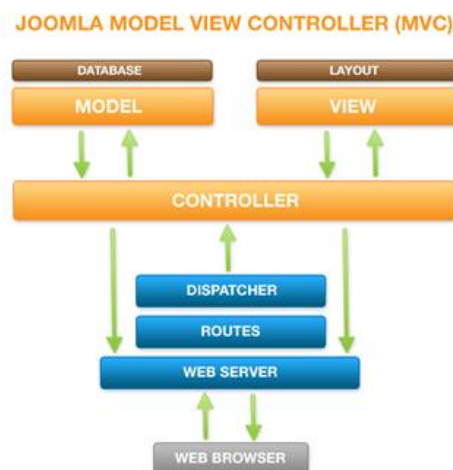 JOOMLA MODEL VIEW CONTROLLER (MVC)
DATABASE
MODEL
LAYOUT
VIEW
CONTROLLER
DISPATCHER
ROUTES
WEB SERVER
WEB BROWSER